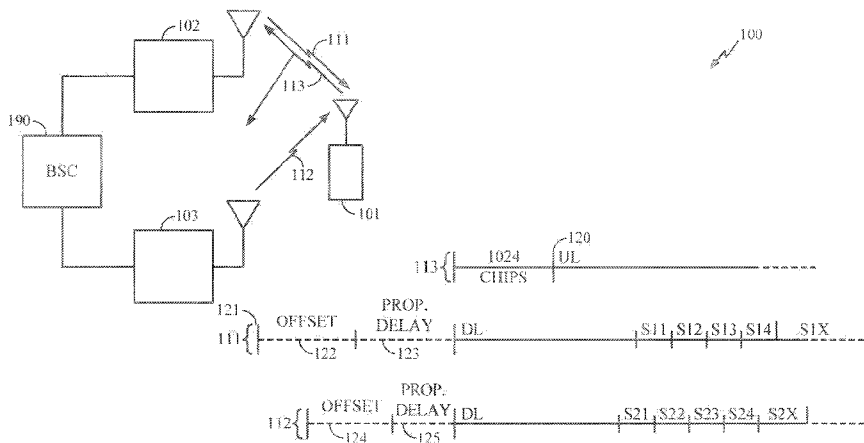 102
111
100
113
190
BSC
112
103
101
120
113
1024
CHIPS
UL
121
111
OFFSET
122
PROP.
DELAY
123
DL
S11 S12 S13 S14 S1X
112
OFFSET
124
PROP.
DELAY
125
DL
S21 S22 S23 S24 S2X